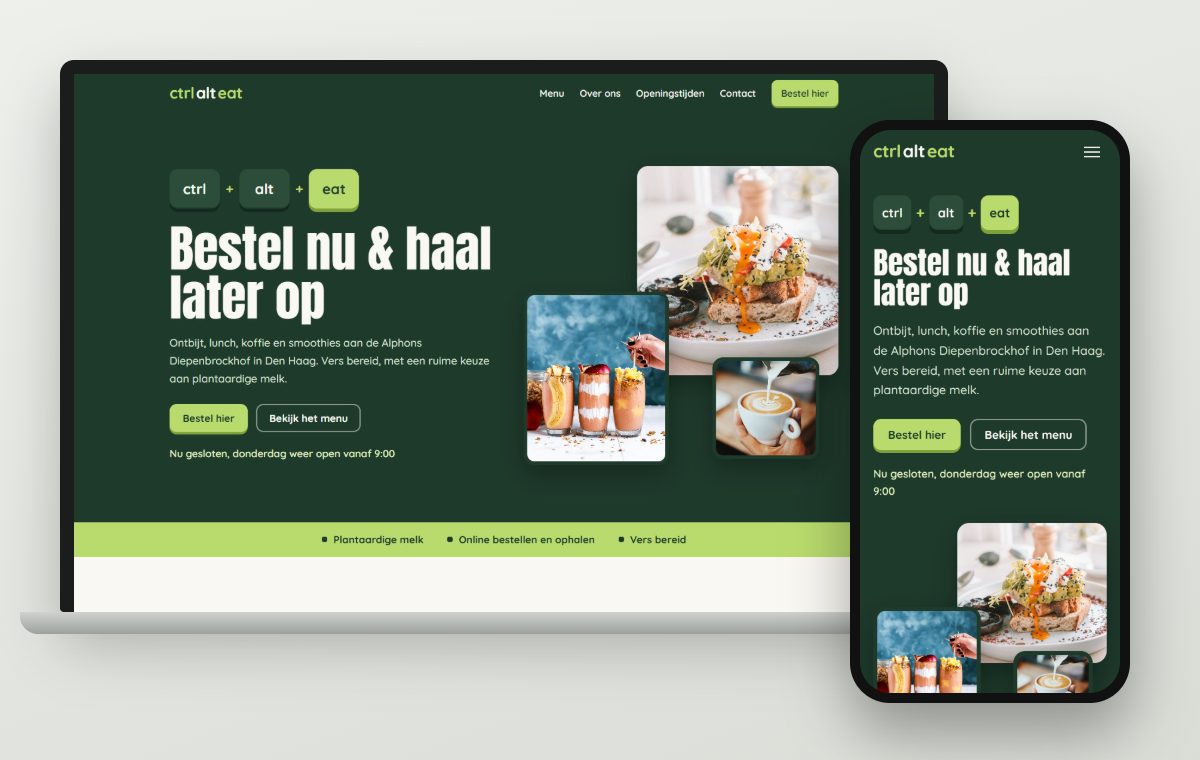 ctrl alt eat
Menu Over ons Openingstijden Contact Bestel hier
ctrl + alt + eat
Bestel nu & haal
later op
Ontbijt, lunch, koffie en smoothies aan de Alphons
Diepenbrockhof in Den Haag. Vers bereid, met een ruime keuze
aan plantaardige melk.
Bestel hier Bekijk het menu
Nu gesloten, donderdag weer open vanaf 9:00
Plantaardige melk Online bestellen en ophalen Vers bereid
ctrl alt eat
ctrl + alt + eat
Bestel nu & haal
later op
Ontbijt, lunch, koffie en smoothies aan
de Alphons Diepenbrockhof in Den Haag.
Vers bereid, met een ruime keuze aan
plantaardige melk.
Bestel hier Bekijk het menu
Nu gesloten, donderdag weer open vanaf
9:00